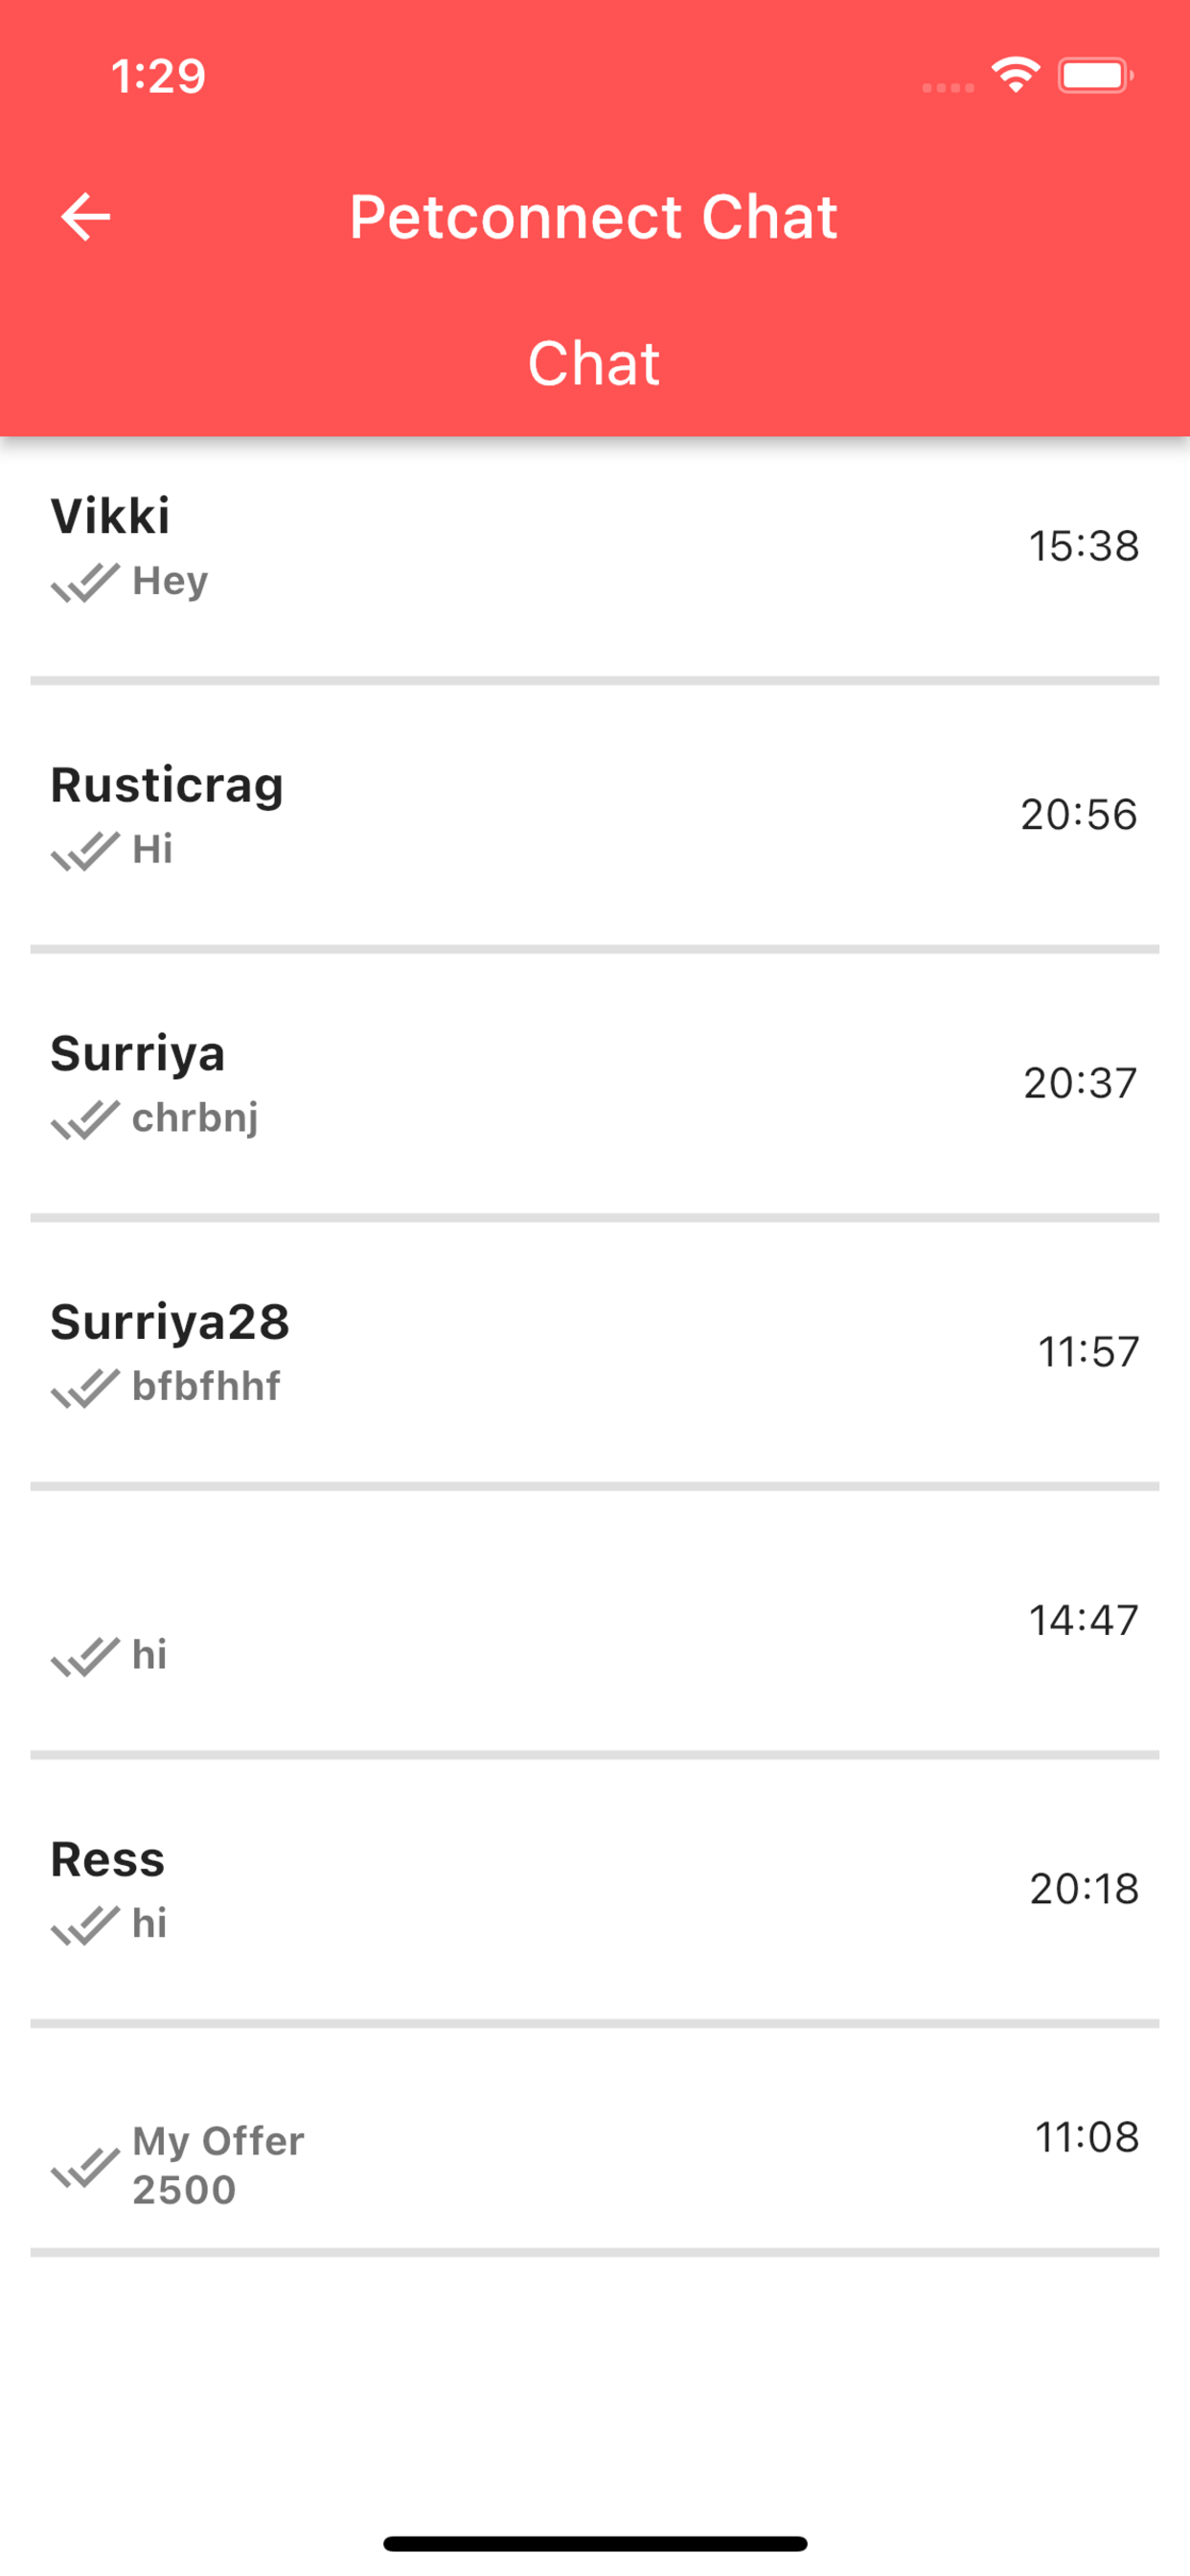 1:29
Petconnect Chat
Chat
Vikki
15:38
Hey
Rusticrag
20:56
Hi
Surriya
20:37
chrbnj
Surriya28
11:57
bfbfhhf
14:47
hi
Ress
20:18
hi
11:08
My Offer
2500